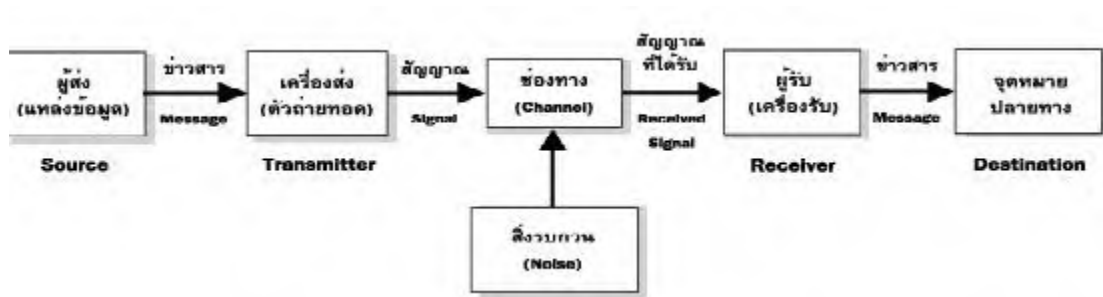 ผู้ส่ง
(แหล่งข้อมูล)
Source
ข่าวสาร
Message
เครื่องส่ง
(ตัวถ่ายทอด)
Transmitter
สัญญาณ
Signal
ช่องทาง
(Channel)
สัญญาณ
ที่ได้รับ
Received
Signal
ผู้รับ
(เครื่องรับ)
Receiver
ข่าวสาร
Message
จุดหมาย
ปลายทาง
Destination
สิ่งรบกวน
(Noise)